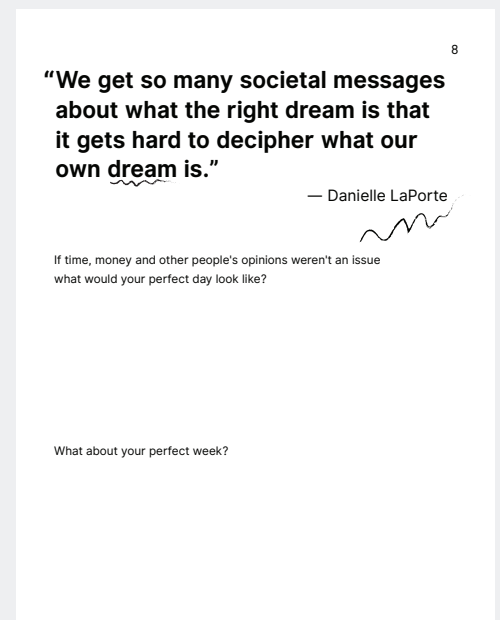 8
“We get so many societal messages
about what the right dream is that
it gets hard to decipher what our
own dream is.”
— Danielle LaPorte
If time, money and other people's opinions weren't an issue
what would your perfect day look like?
What about your perfect week?